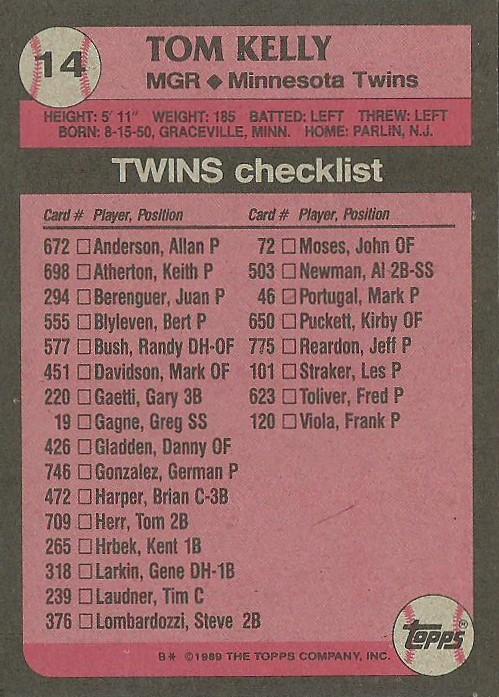 14
TOM KELLY
MGR ◆ Minnesota Twins
HEIGHT: 5' 11" WEIGHT: 185 BATTED: LEFT THREW: LEFT
BORN: 8-15-50, GRACEVILLE, MINN. HOME: PARLIN, N.J.
TWINS checklist
Card # Player, Position
672 □ Anderson, Allan P
698 □ Atherton, Keith P
294 □ Berenguer, Juan P
555 □ Blyleven, Bert P
577 □ Bush, Randy DH-OF
451 □ Davidson, Mark OF
220 □ Gaetti, Gary 3B
19 □ Gagne, Greg SS
426 □ Gladden, Danny OF
746 □ Gonzalez, German P
472 □ Harper, Brian C-3B
709 □ Herr, Tom 2B
265 □ Hrbek, Kent 1B
318 □ Larkin, Gene DH-1B
239 □ Laudner, Tim C
376 □ Lombardozzi, Steve 2B
Card # Player, Position
72 □ Moses, John OF
503 □ Newman, Al 2B-SS
46 □ Portugal, Mark P
650 □ Puckett, Kirby OF
775 □ Reardon, Jeff P
101 □ Straker, Les P
623 □ Toliver, Fred P
120 □ Viola, Frank P
TOPPS®
B* ©1989 THE TOPPS COMPANY, INC.